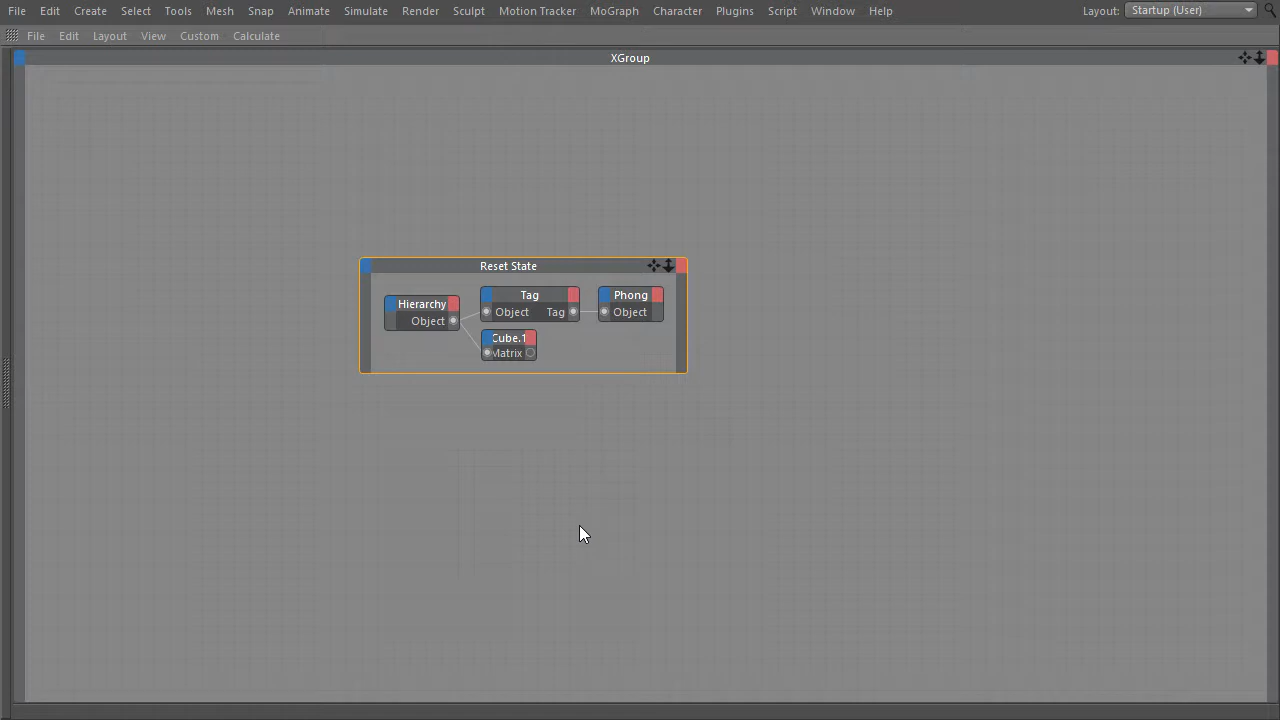 File Edit Create Select Tools Mesh Snap Animate Simulate Render Sculpt Motion Tracker MoGraph Character Plugins Script Window Help Layout: Startup (User)
File Edit Layout View Custom Calculate
XGroup
Reset State
Hierarchy
Object
Tag
Object Tag
Phong
Object
Cube.1
Matrix